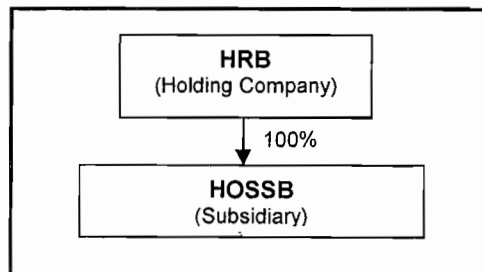 HRB
(Holding Company)
100%
HOSSB
(Subsidiary)